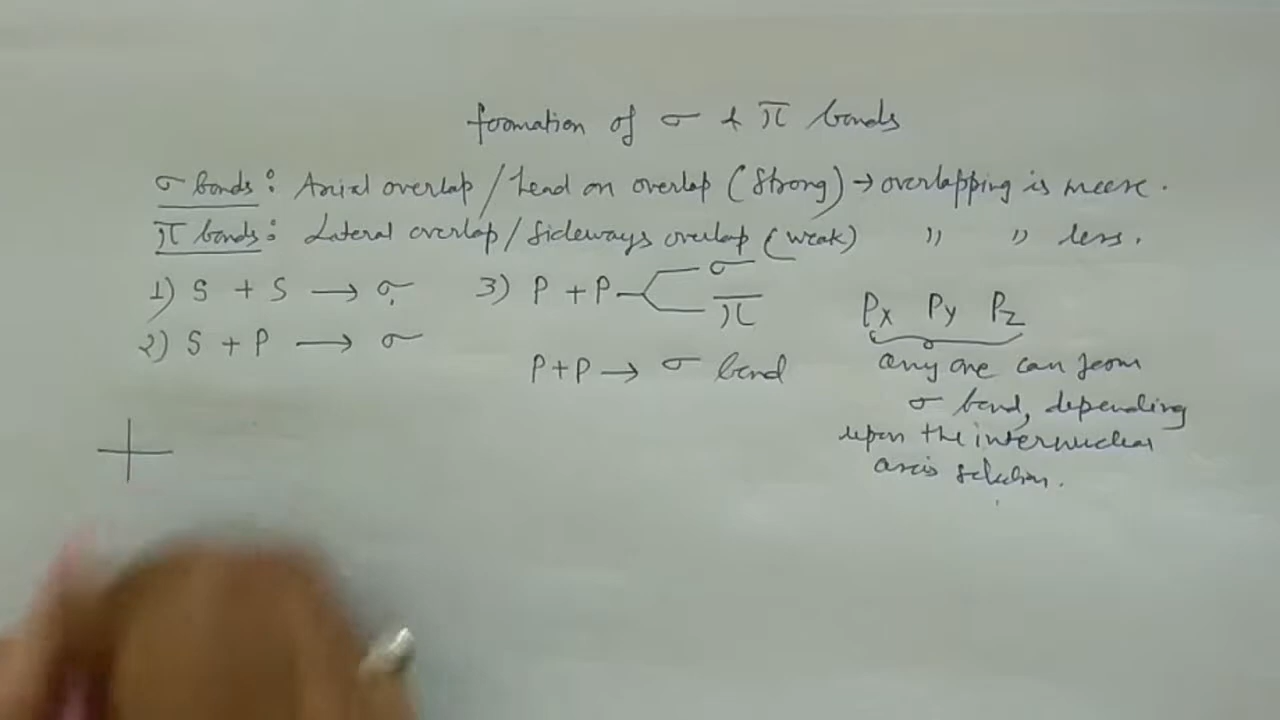 formation of σ & π bonds
σ bonds: Axial overlap / Head on overlap (strong) → overlapping is more.
π bonds: Lateral overlap / Sideways overlap (weak) " " less.
1) S + S → σ
2) S + P → σ
3) P + P σ π
P + P → σ bond
Px Py Pz
any one can form
σ bond, depending
upon the internuclear
axis selection.